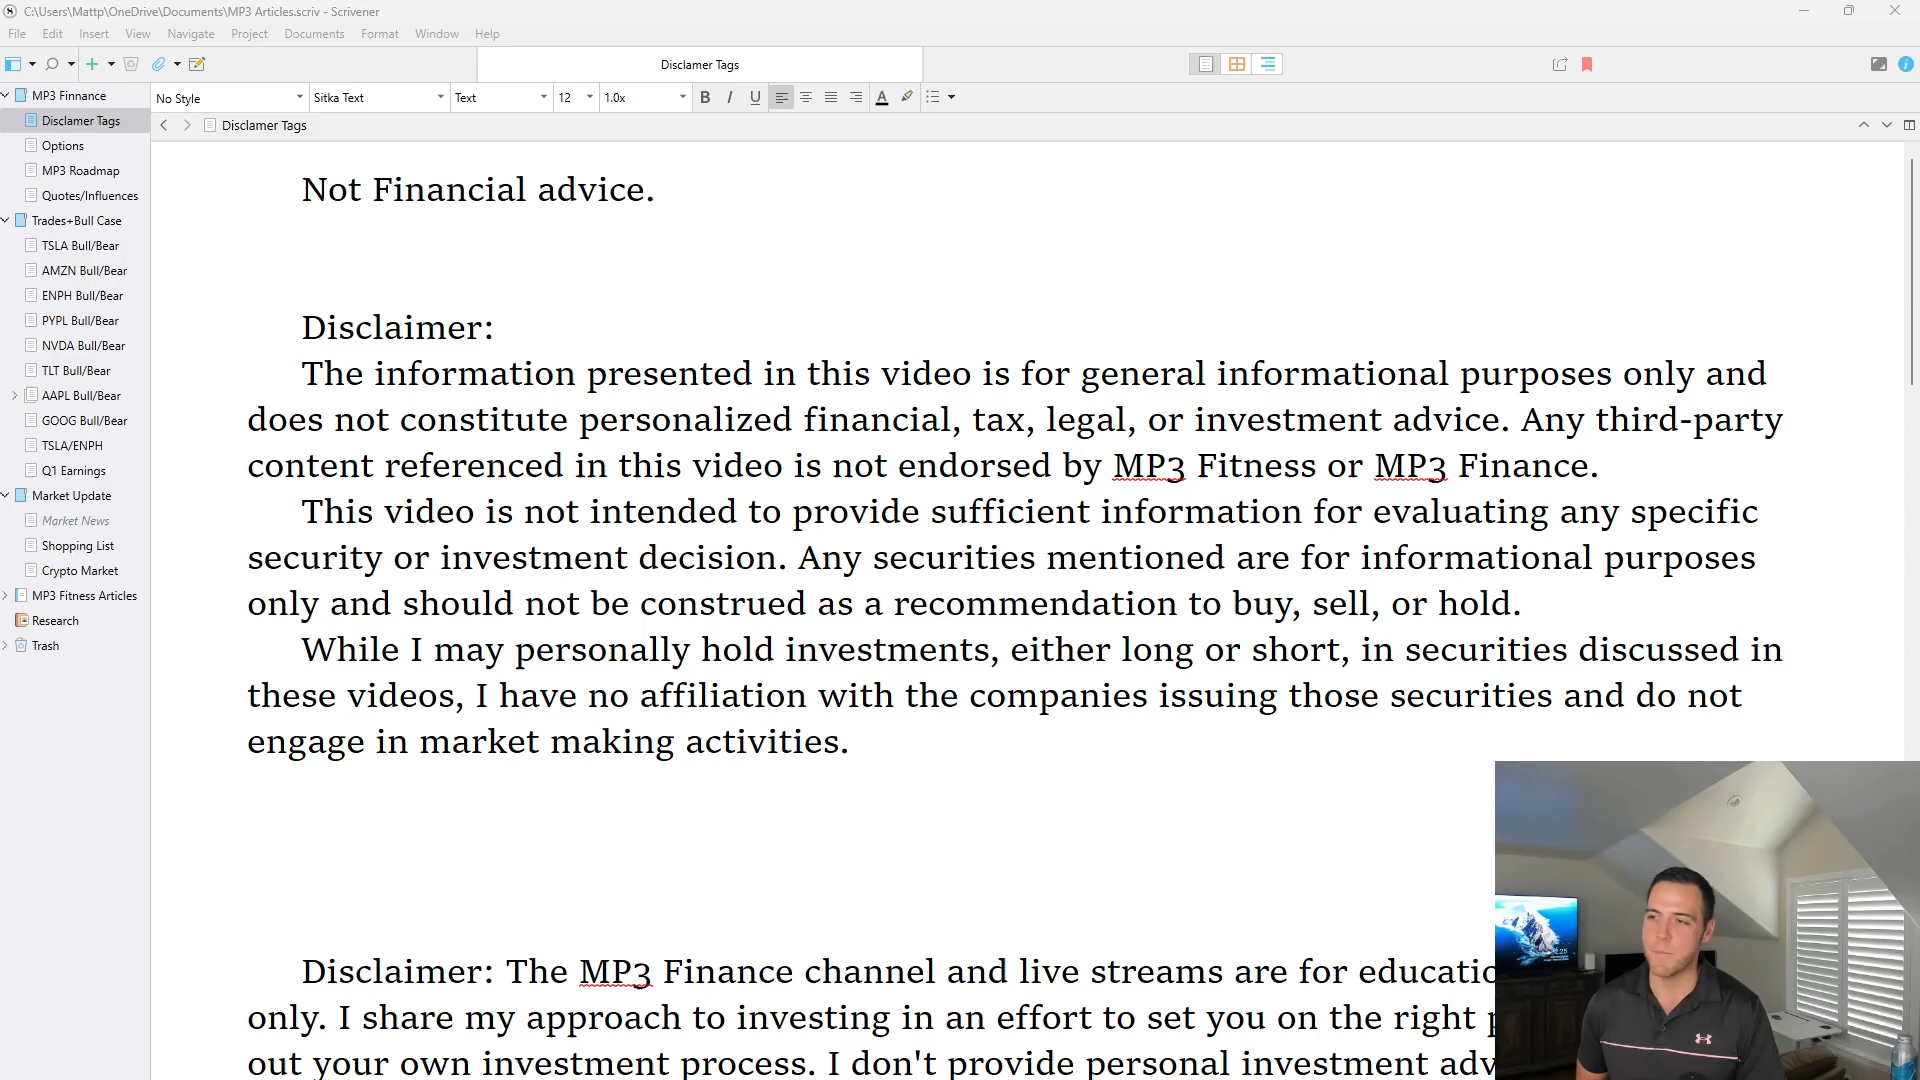 C:\Users\Mattp\OneDrive\Documents\MP3 Articles.scriv - Scrivener
File Edit Insert View Navigate Project Documents Format Window Help
Disclamer Tags
No Style Sitka Text Text 12 1.0x B I U A
Disclamer Tags
MP3 Finnance
Disclamer Tags
Options
MP3 Roadmap
Quotes/Influences
Trades+Bull Case
TSLA Bull/Bear
AMZN Bull/Bear
ENPH Bull/Bear
PYPL Bull/Bear
NVDA Bull/Bear
TLT Bull/Bear
AAPL Bull/Bear
GOOG Bull/Bear
TSLA/ENPH
Q1 Earnings
Market Update
Market News
Shopping List
Crypto Market
MP3 Fitness Articles
Research
Trash
Not Financial advice.
Disclaimer:
The information presented in this video is for general informational purposes only and
does not constitute personalized financial, tax, legal, or investment advice. Any third-party
content referenced in this video is not endorsed by MP3 Fitness or MP3 Finance.
This video is not intended to provide sufficient information for evaluating any specific
security or investment decision. Any securities mentioned are for informational purposes
only and should not be construed as a recommendation to buy, sell, or hold.
While I may personally hold investments, either long or short, in securities discussed in
these videos, I have no affiliation with the companies issuing those securities and do not
engage in market making activities.
Disclaimer: The MP3 Finance channel and live streams are for educatio
only. I share my approach to investing in an effort to set you on the right
out your own investment process. I don't provide personal investment adv